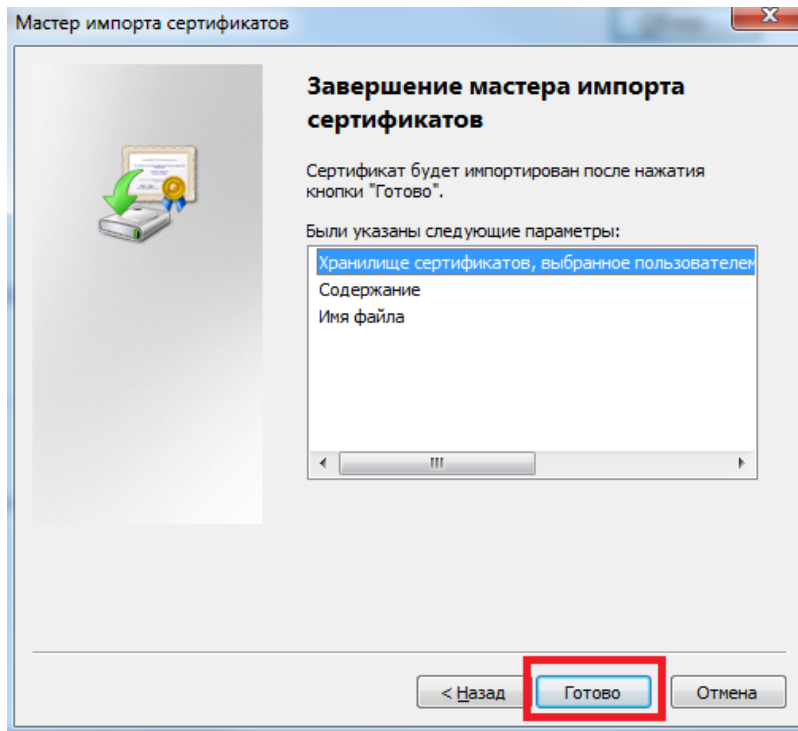 Мастер импорта сертификатов
Завершение мастера импорта
сертификатов
Сертификат будет импортирован после нажатия
кнопки "Готово".
Были указаны следующие параметры:
Хранилище сертификатов, выбранное пользователем
Содержание
Имя файла
< Назад
Готово
Отмена